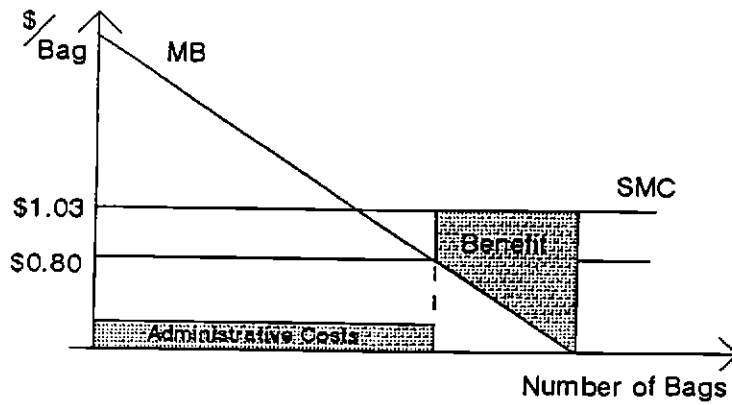 $/
Bag
MB
SMC
$1.03
Benefit
$0.80
Administrative Costs
Number of Bags